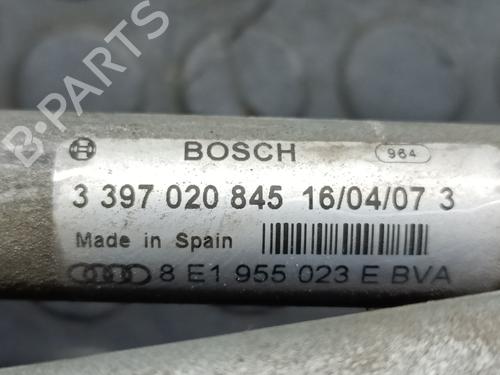 BOSCH 964
3 397 020 845 16/04/07 3
Made in Spain
8 E1 955 023 E BVA
B-PARTS